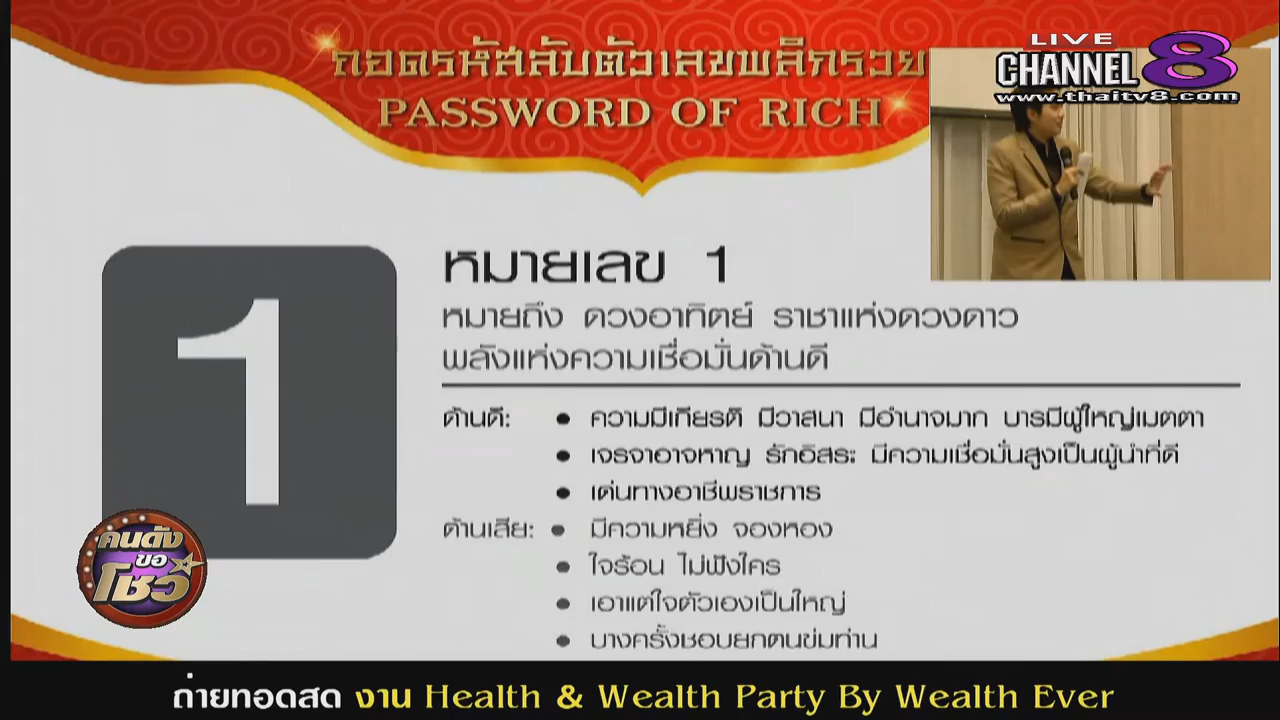 ถอดรหัสลับตัวเลขพลิกรวย
PASSWORD OF RICH
LIVE
CHANNEL 8
www.thaitv8.com
1
หมายเลข 1
หมายถึง ดวงอาทิตย์ ราชาแห่งดวงดาว
พลังแห่งความเชื่อมั่นด้านดี
ด้านดี: • ความมีเกียรติ มีวาสนา มีอำนาจมาก บารมีผู้ใหญ่เมตตา
• เจรจาอาจหาญ รักอิสระ มีความเชื่อมั่นสูงเป็นผู้นำที่ดี
• เด่นทางอาชีพราชการ
ด้านเสีย: • มีความหยิ่ง จองหอง
• ใจร้อน ไม่ฟังใคร
• เอาแต่ใจตัวเองเป็นใหญ่
• บางครั้งชอบยกตนข่มท่าน
คนดัง
ขอ
โชว์
ถ่ายทอดสด งาน Health & Wealth Party By Wealth Ever